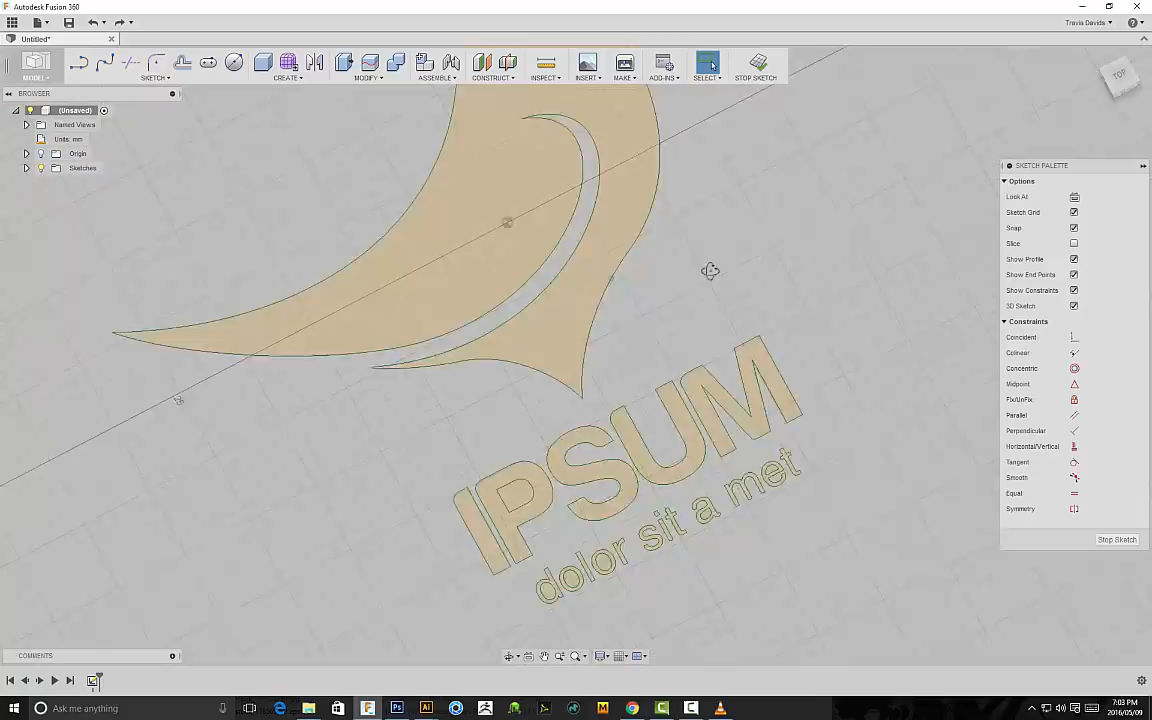 Autodesk Fusion 360
Travis Davids
Untitled*
MODEL
SKETCH
CREATE
MODIFY
ASSEMBLE
CONSTRUCT
INSPECT
INSERT
MAKE
ADD-INS
SELECT
STOP SKETCH
TOP
BROWSER
(Unsaved)
Named Views
Units: mm
Origin
Sketches
SKETCH PALETTE
Options
Look At
Sketch Grid
Snap
Slice
Show Profile
Show End Points
Show Constraints
3D Sketch
Constraints
Coincident
Colinear
Concentric
Midpoint
Fix/UnFix
Parallel
Perpendicular
Horizontal/Vertical
Tangent
Smooth
Equal
Symmetry
Stop Sketch
IPSUM
dolor sit a met
COMMENTS
Ask me anything
7:03 PM
2016/05/09